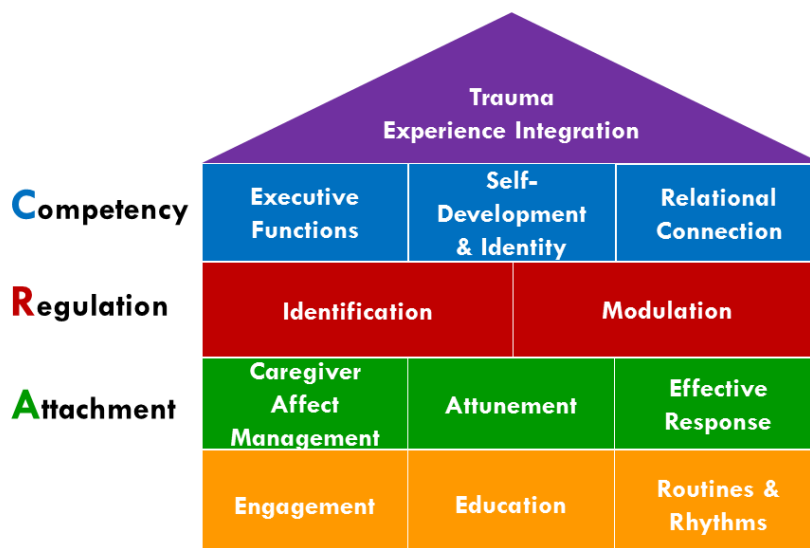 Trauma
Experience Integration
Competency
Executive
Functions
Self-
Development
& Identity
Relational
Connection
Regulation
Identification
Modulation
Attachment
Caregiver
Affect
Management
Attunement
Effective
Response
Engagement
Education
Routines &
Rhythms